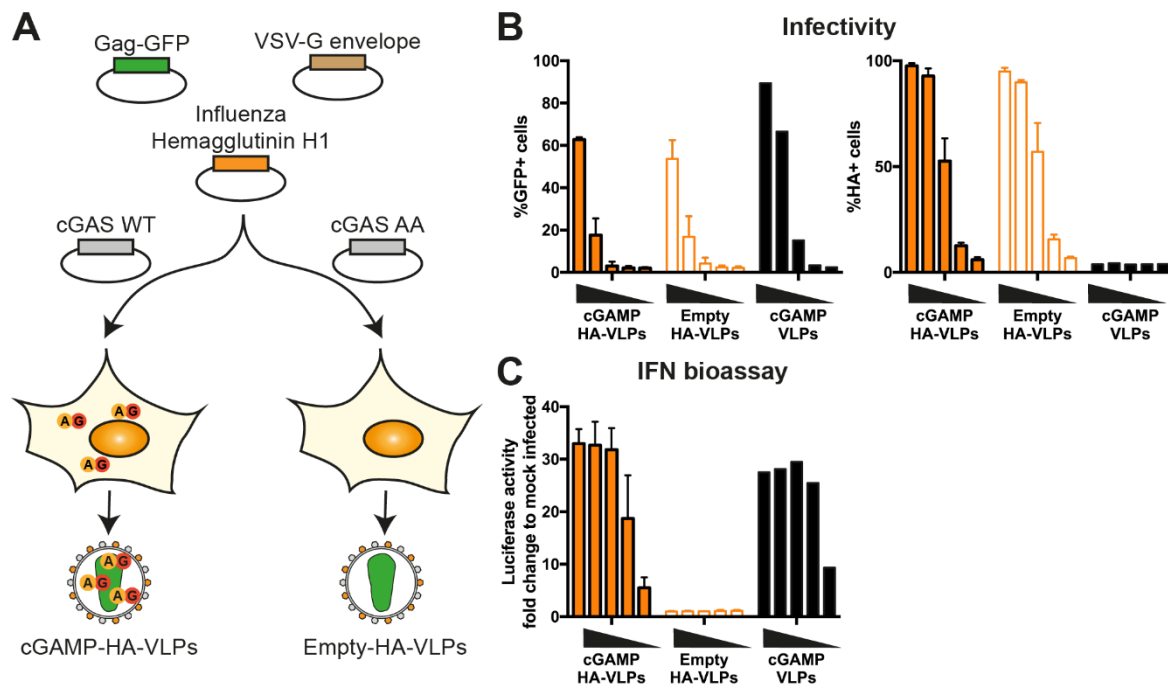 A
Gag-GFP
VSV-G envelope
Influenza
Hemagglutinin H1
cGAS WT
cGAS AA
A G
A G
A G
A G
A G
A G
cGAMP-HA-VLPs
Empty-HA-VLPs
B
Infectivity
%GFP+ cells
100
80
60
40
20
0
cGAMP
HA-VLPs
Empty
HA-VLPs
cGAMP
VLPs
%HA+ cells
100
50
0
cGAMP
HA-VLPs
Empty
HA-VLPs
cGAMP
VLPs
C
IFN bioassay
Luciferase activity
fold change to mock infected
40
30
20
10
0
cGAMP
HA-VLPs
Empty
HA-VLPs
cGAMP
VLPs